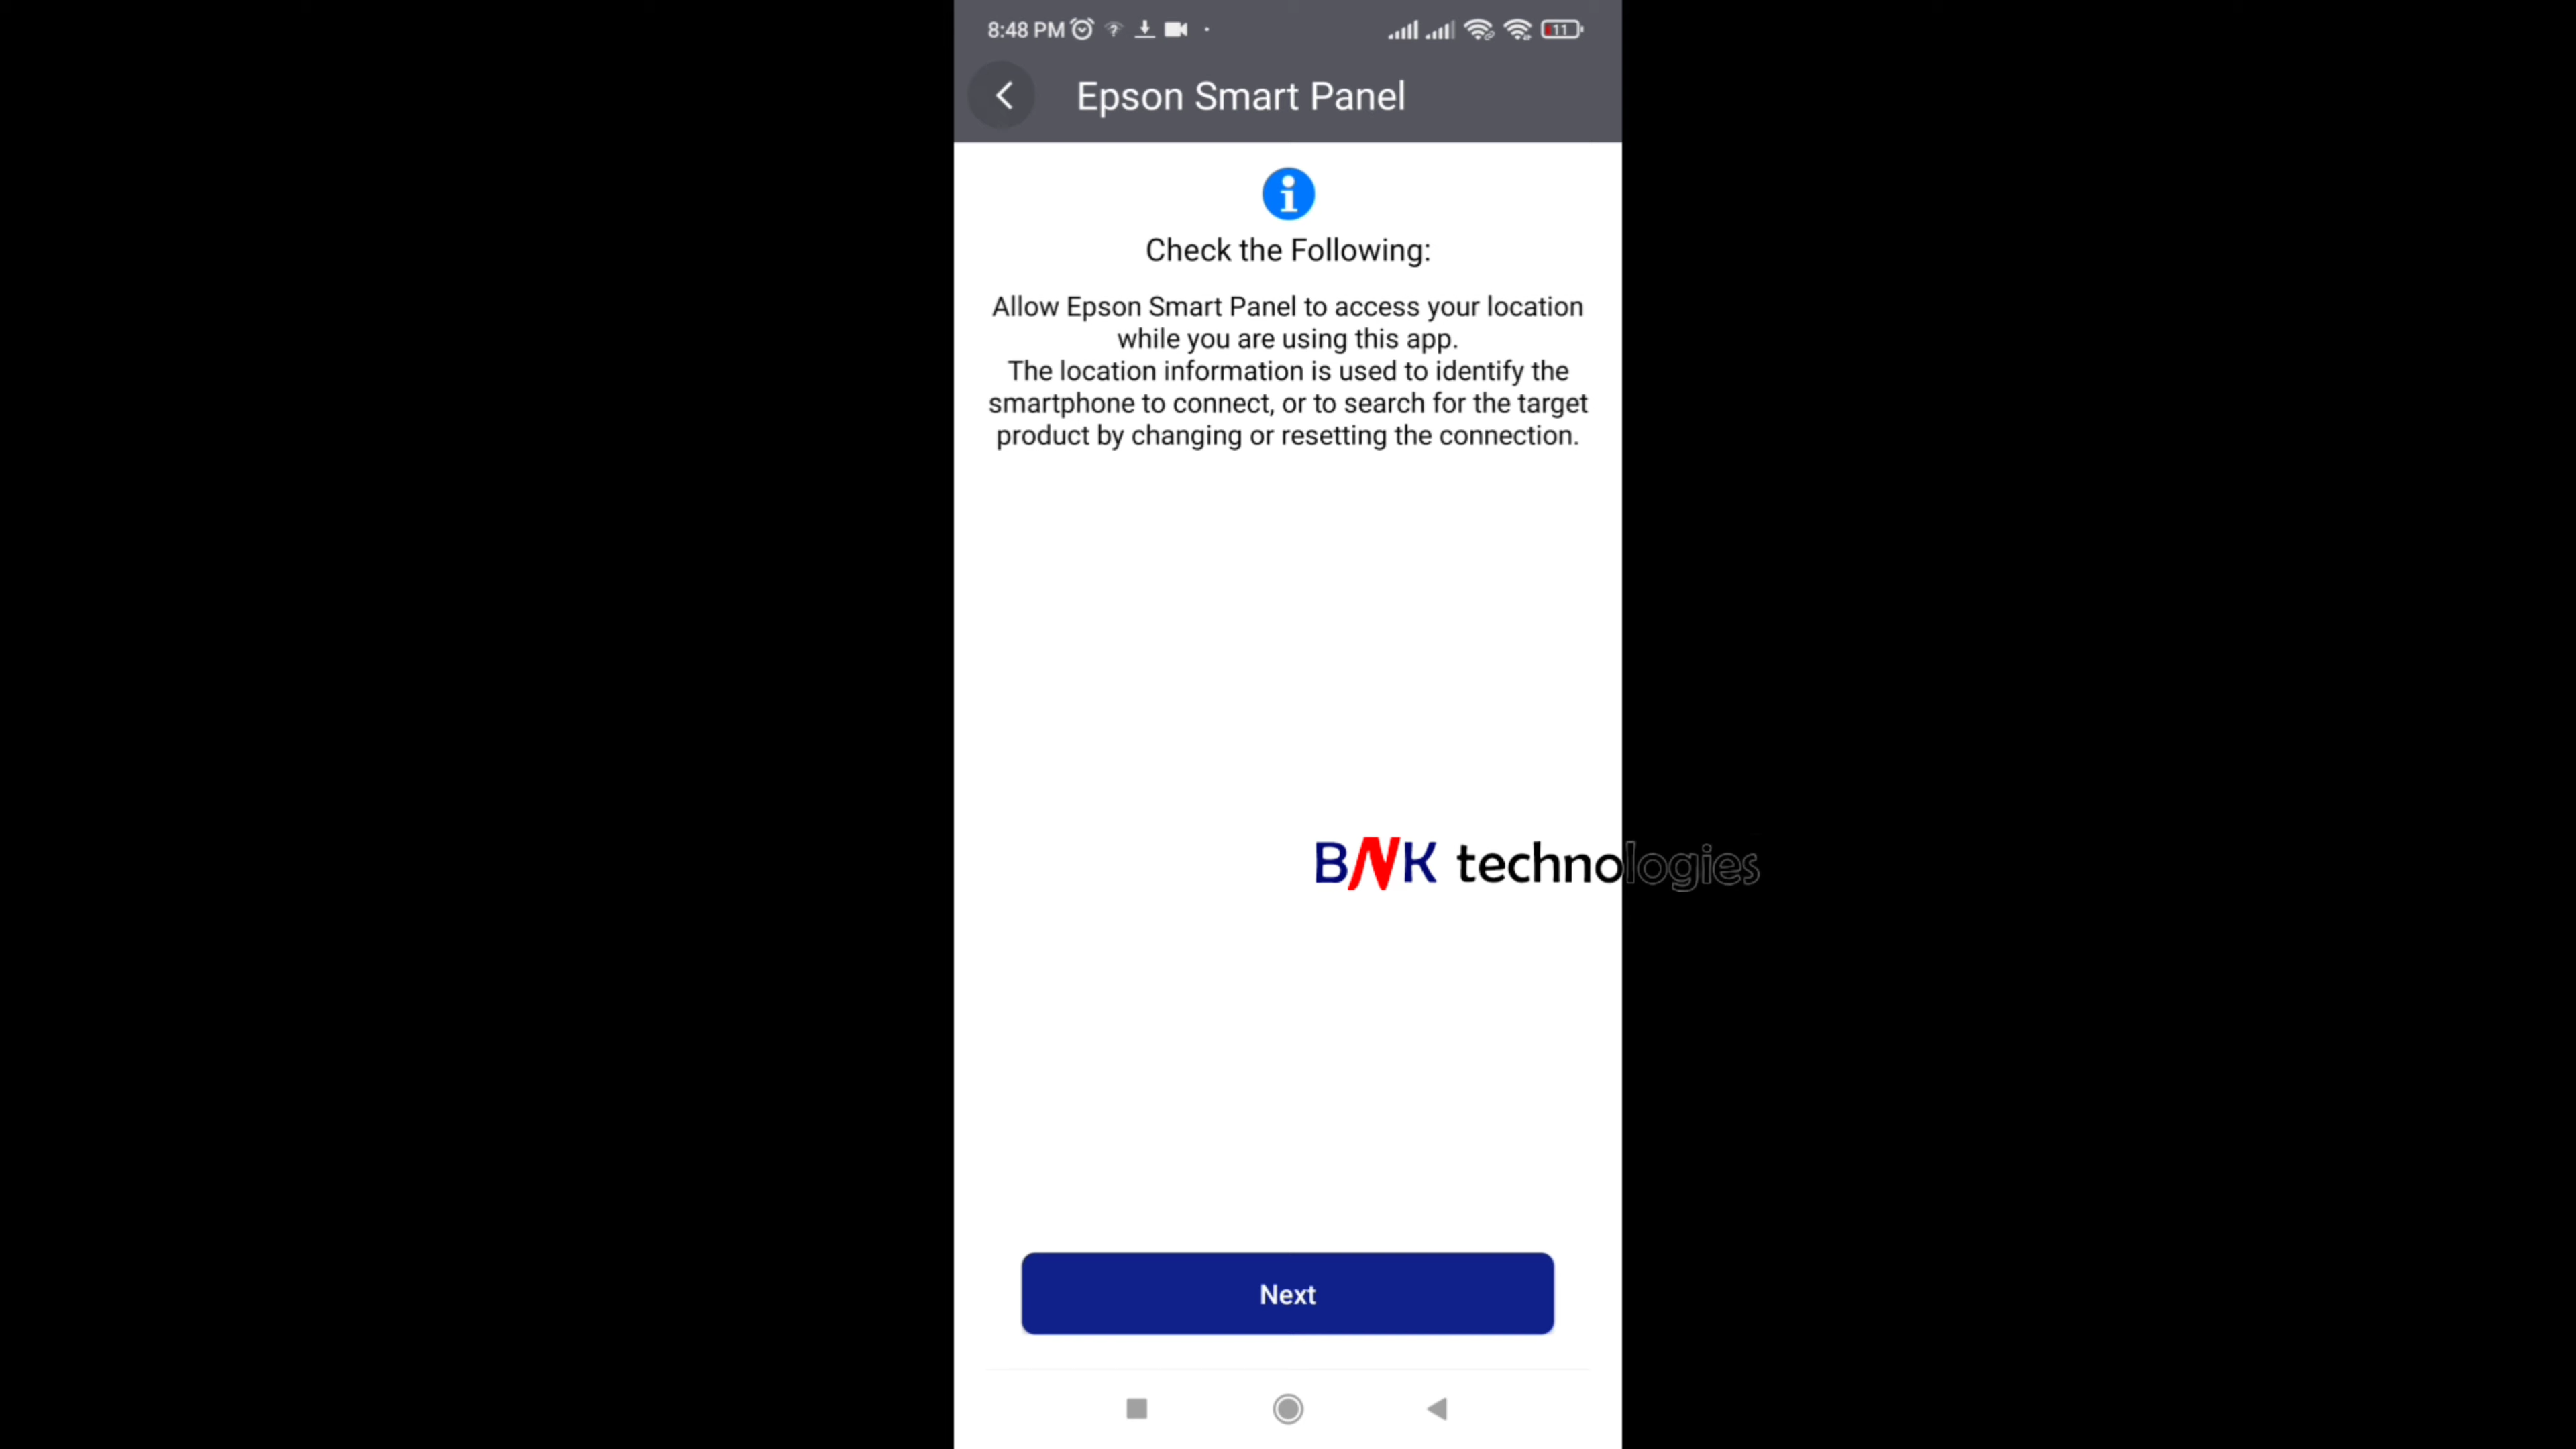 8:48 PM
11
Epson Smart Panel
Check the Following:
Allow Epson Smart Panel to access your location
while you are using this app.
The location information is used to identify the
smartphone to connect, or to search for the target
product by changing or resetting the connection.
BNK technologies
Next